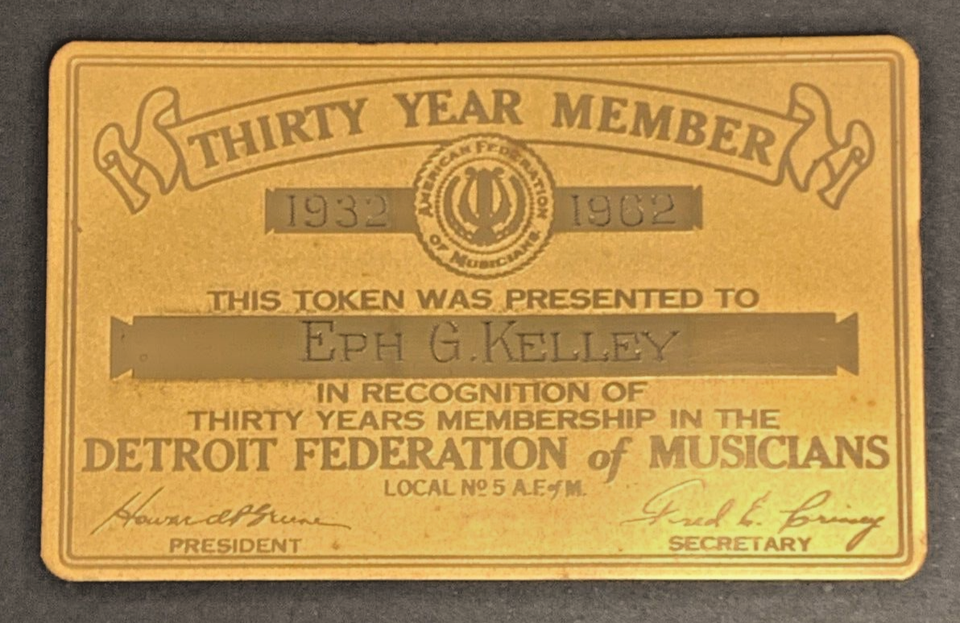 THIRTY YEAR MEMBER
1932 1962
AMERICAN FEDERATION
OF MUSICIANS
THIS TOKEN WAS PRESENTED TO
EPH G. KELLEY
IN RECOGNITION OF
THIRTY YEARS MEMBERSHIP IN THE
DETROIT FEDERATION of MUSICIANS
LOCAL Nº 5 A.F. of M.
Fred E.
PRESIDENT SECRETARY